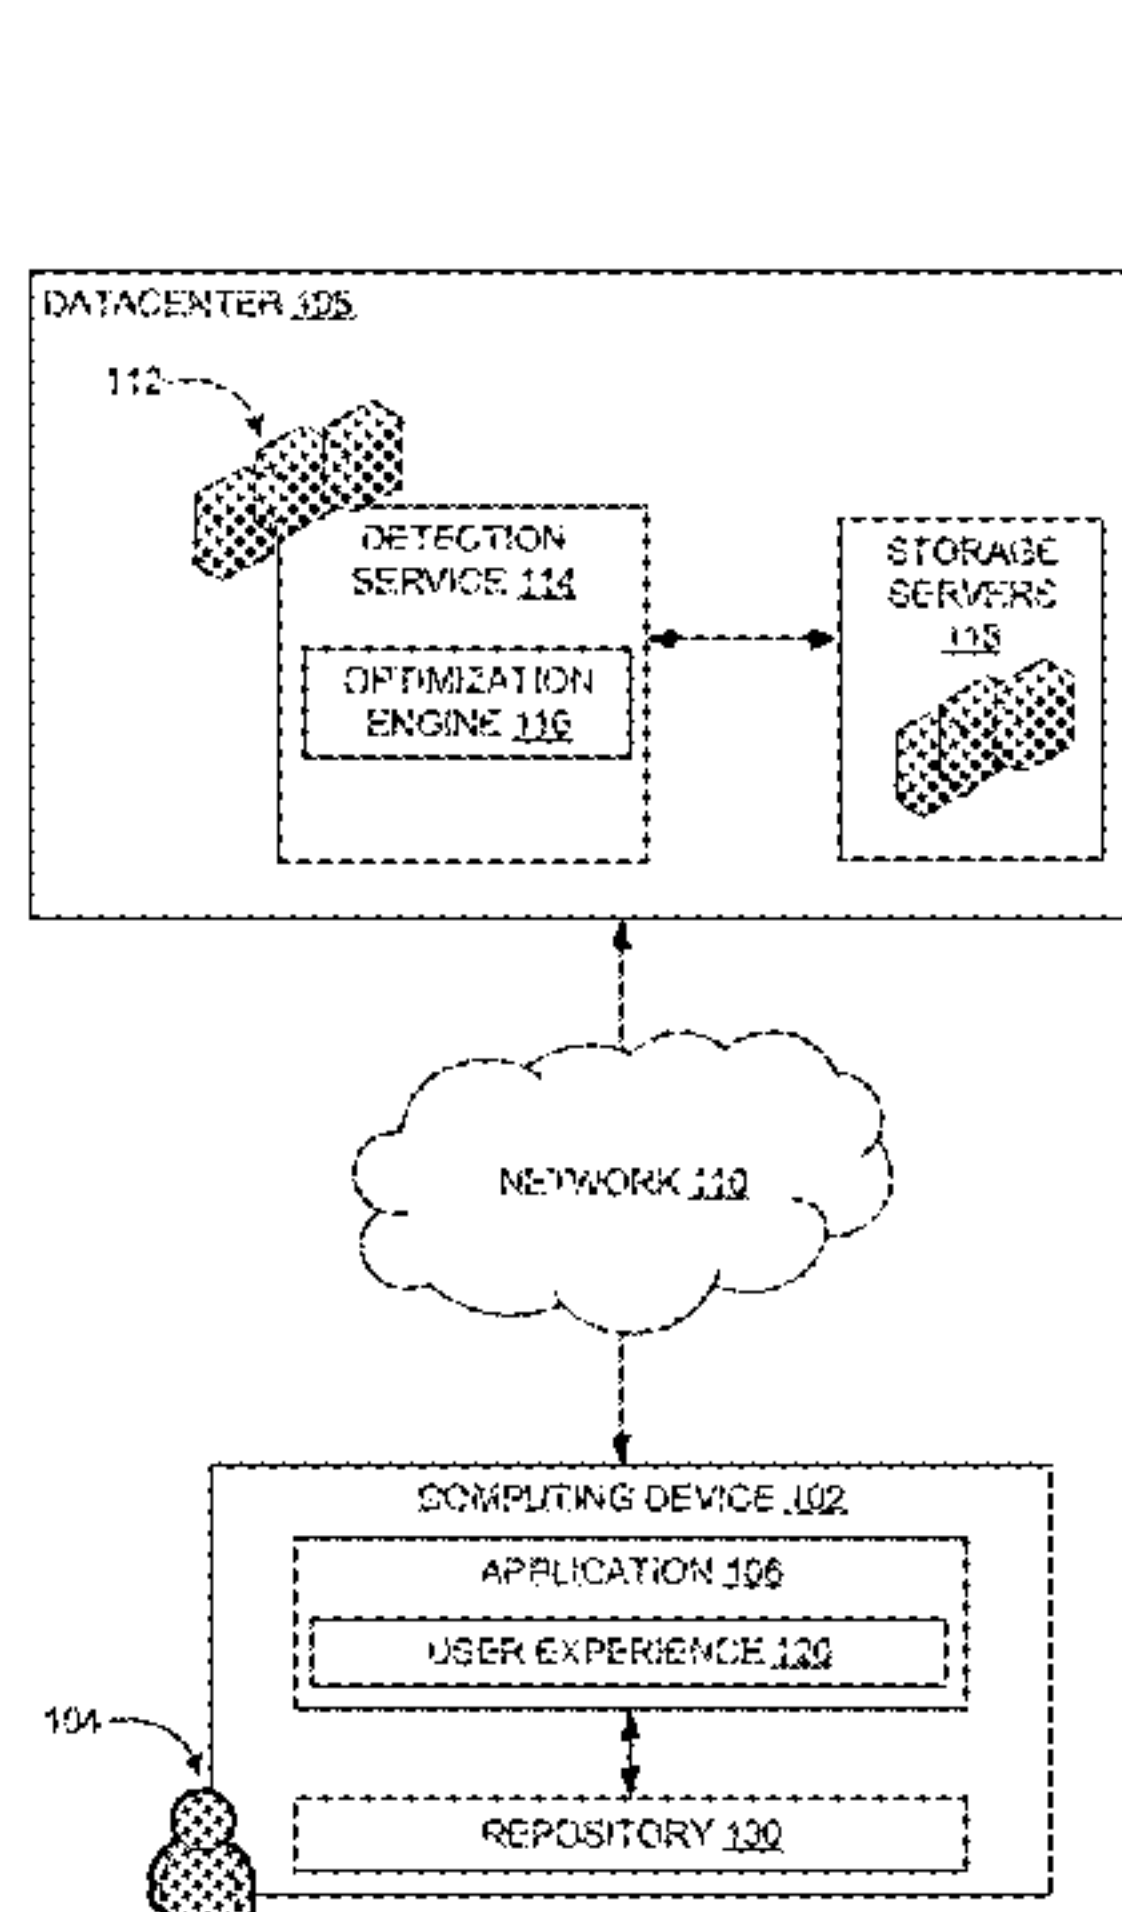 DATACENTER 105
112
DETECTION
SERVICE 114
OPTIMIZATION
ENGINE 116
STORAGE
SERVERS
NETWORK 110
COMPUTING DEVICE 102
APPLICATION 106
USER EXPERIENCE 120
104
REPOSITORY 130